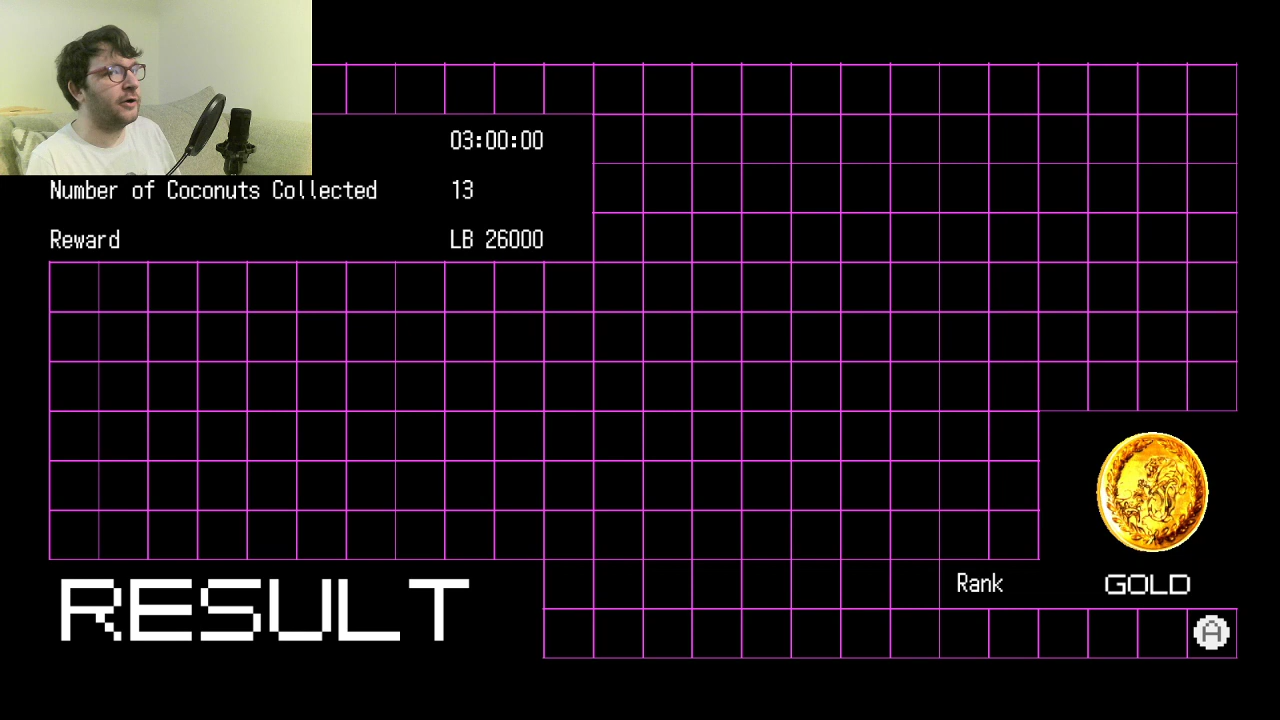 03:00:00
Number of Coconuts Collected 13
Reward LB 26000
RESULT
Rank GOLD
A